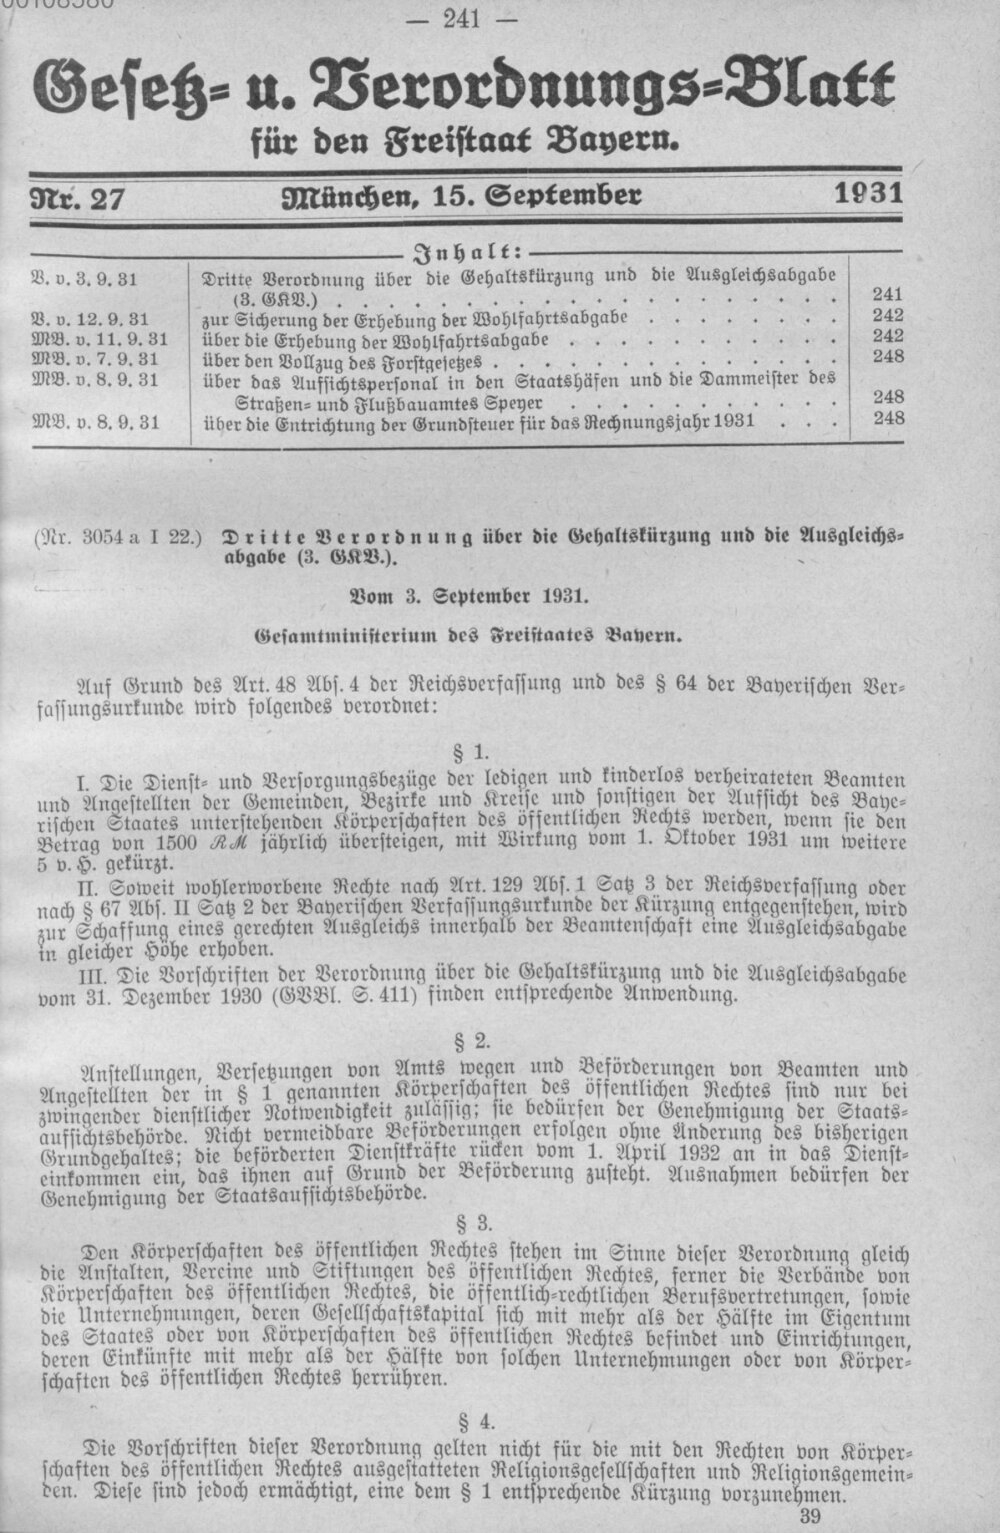 00108580
— 241 —
Gesetz- u. Verordnungs-Blatt
für den Freistaat Bayern.
Nr. 27 München, 15. September 1931
Inhalt:
V. v. 3. 9. 31 Dritte Verordnung über die Gehaltskürzung und die Ausgleichsabgabe
(3. GKV.) . . . . . . . . . . . . . . . . . . . . 241
V. v. 12. 9. 31 zur Sicherung der Erhebung der Wohlfahrtsabgabe . . . . . . . . 242
MB. v. 11. 9. 31 über die Erhebung der Wohlfahrtsabgabe . . . . . . . . . . . 242
MB. v. 7. 9. 31 über den Vollzug des Forstgesetzes . . . . . . . . . . . . . . 248
MB. v. 8. 9. 31 über das Aufsichtspersonal in den Staatshäfen und die Dammeister des
Straßen- und Flußbauamtes Speyer . . . . . . . . . . . 248
MB. v. 8. 9. 31 über die Entrichtung der Grundsteuer für das Rechnungsjahr 1931 . . . 248
(Nr. 3054 a I 22.) Dritte Verordnung über die Gehaltskürzung und die Ausgleichs-
abgabe (3. GKV.).
Vom 3. September 1931.
Gesamtministerium des Freistaates Bayern.
Auf Grund des Art. 48 Abs. 4 der Reichsverfassung und des § 64 der Bayerischen Ver-
fassungsurkunde wird folgendes verordnet:
§ 1.
I. Die Dienst- und Versorgungsbezüge der ledigen und kinderlos verheirateten Beamten
und Angestellten der Gemeinden, Bezirke und Kreise und sonstigen der Aufsicht des Baye-
rischen Staates unterstehenden Körperschaften des öffentlichen Rechts werden, wenn sie den
Betrag von 1500 RM jährlich übersteigen, mit Wirkung vom 1. Oktober 1931 um weitere
5 v. H. gekürzt.
II. Soweit wohlerworbene Rechte nach Art. 129 Abs. 1 Satz 3 der Reichsverfassung oder
nach § 67 Abs. II Satz 2 der Bayerischen Verfassungsurkunde der Kürzung entgegenstehen, wird
zur Schaffung eines gerechten Ausgleichs innerhalb der Beamtenschaft eine Ausgleichsabgabe
in gleicher Höhe erhoben.
III. Die Vorschriften der Verordnung über die Gehaltskürzung und die Ausgleichsabgabe
vom 31. Dezember 1930 (GVBl. S. 411) finden entsprechende Anwendung.
§ 2.
Anstellungen, Versetzungen von Amts wegen und Beförderungen von Beamten und
Angestellten der in § 1 genannten Körperschaften des öffentlichen Rechtes sind nur bei
zwingender dienstlicher Notwendigkeit zulässig; sie bedürfen der Genehmigung der Staats-
aufsichtsbehörde. Nicht vermeidbare Beförderungen erfolgen ohne Änderung des bisherigen
Grundgehaltes; die beförderten Dienstkräfte rücken vom 1. April 1932 an in das Dienst-
einkommen ein, das ihnen auf Grund der Beförderung zusteht. Ausnahmen bedürfen der
Genehmigung der Staatsaufsichtsbehörde.
§ 3.
Den Körperschaften des öffentlichen Rechtes stehen im Sinne dieser Verordnung gleich
die Anstalten, Vereine und Stiftungen des öffentlichen Rechtes, ferner die Verbände von
Körperschaften des öffentlichen Rechtes, die öffentlich-rechtlichen Berufsvertretungen, sowie
die Unternehmungen, deren Gesellschaftskapital sich mit mehr als der Hälfte im Eigentum
des Staates oder von Körperschaften des öffentlichen Rechtes befindet und Einrichtungen,
deren Einkünfte mit mehr als der Hälfte von solchen Unternehmungen oder von Körper-
schaften des öffentlichen Rechtes herrühren.
§ 4.
Die Vorschriften dieser Verordnung gelten nicht für die mit den Rechten von Körper-
schaften des öffentlichen Rechtes ausgestatteten Religionsgesellschaften und Religionsgemein-
den. Diese sind jedoch ermächtigt, eine dem § 1 entsprechende Kürzung vorzunehmen.
39